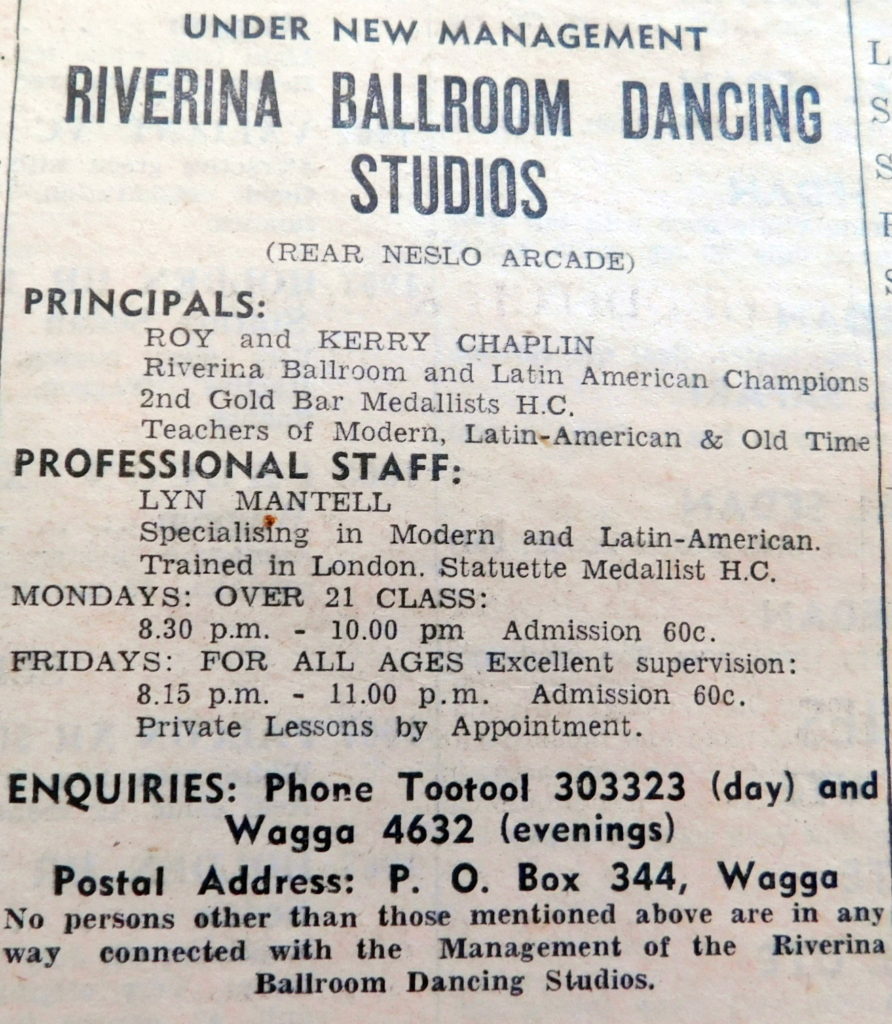 UNDER NEW MANAGEMENT
RIVERINA BALLROOM DANCING
STUDIOS
(REAR NESLO ARCADE)
PRINCIPALS:
ROY and KERRY CHAPLIN
Riverina Ballroom and Latin American Champions
2nd Gold Bar Medallists H.C.
Teachers of Modern, Latin-American & Old Time
PROFESSIONAL STAFF:
LYN MANTELL
Specialising in Modern and Latin-American.
Trained in London. Statuette Medallist H.C.
MONDAYS: OVER 21 CLASS:
8.30 p.m. - 10.00 pm Admission 60c.
FRIDAYS: FOR ALL AGES Excellent supervision:
8.15 p.m. - 11.00 p.m. Admission 60c.
Private Lessons by Appointment.
ENQUIRIES: Phone Tootool 303323 (day) and
Wagga 4632 (evenings)
Postal Address: P. O. Box 344, Wagga
No persons other than those mentioned above are in any
way connected with the Management of the Riverina
Ballroom Dancing Studios.